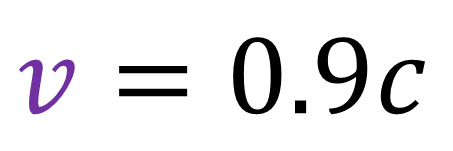 v = 0.9c